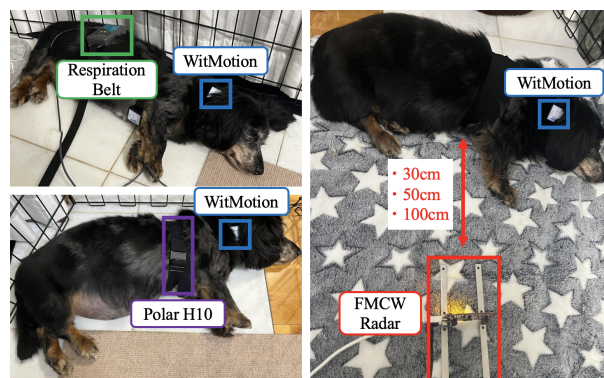 Respiration
Belt
WitMotion
WitMotion
Polar H10
WitMotion
・30cm
・50cm
・100cm
FMCW
Radar